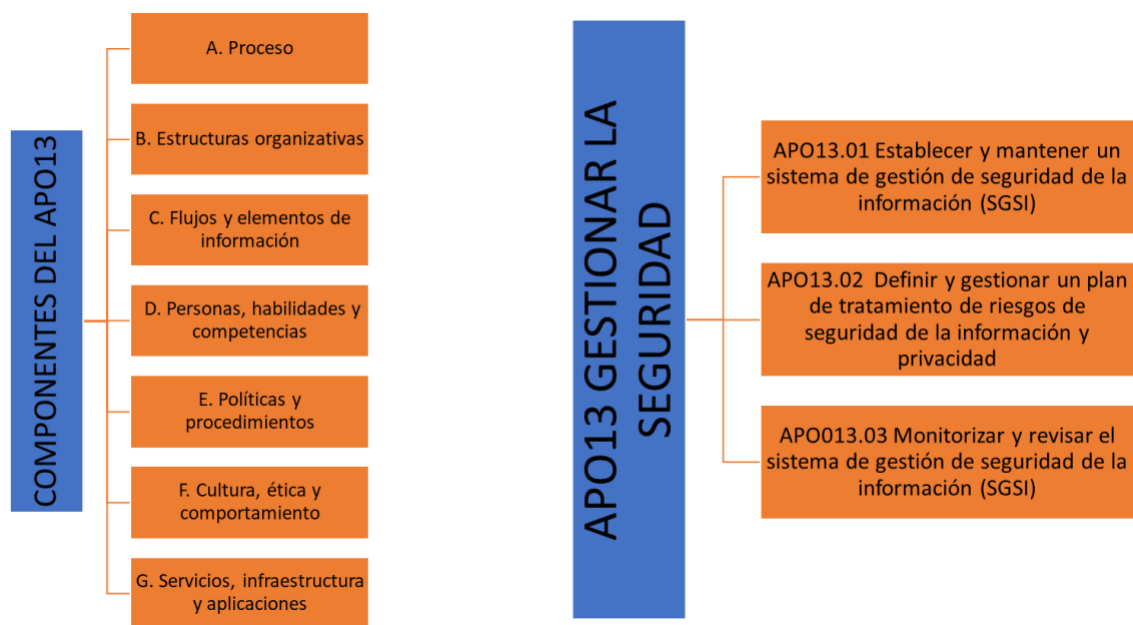 COMPONENTES DEL APO13
A. Proceso
B. Estructuras organizativas
C. Flujos y elementos de
información
D. Personas, habilidades y
competencias
E. Políticas y
procedimientos
F. Cultura, ética y
comportamiento
G. Servicios, infraestructura
y aplicaciones
APO13 GESTIONAR LA
SEGURIDAD
APO13.01 Establecer y mantener un
sistema de gestión de seguridad de la
información (SGSI)
APO13.02 Definir y gestionar un plan
de tratamiento de riesgos de
seguridad de la información y
privacidad
APO013.03 Monitorizar y revisar el
sistema de gestión de seguridad de la
información (SGSI)